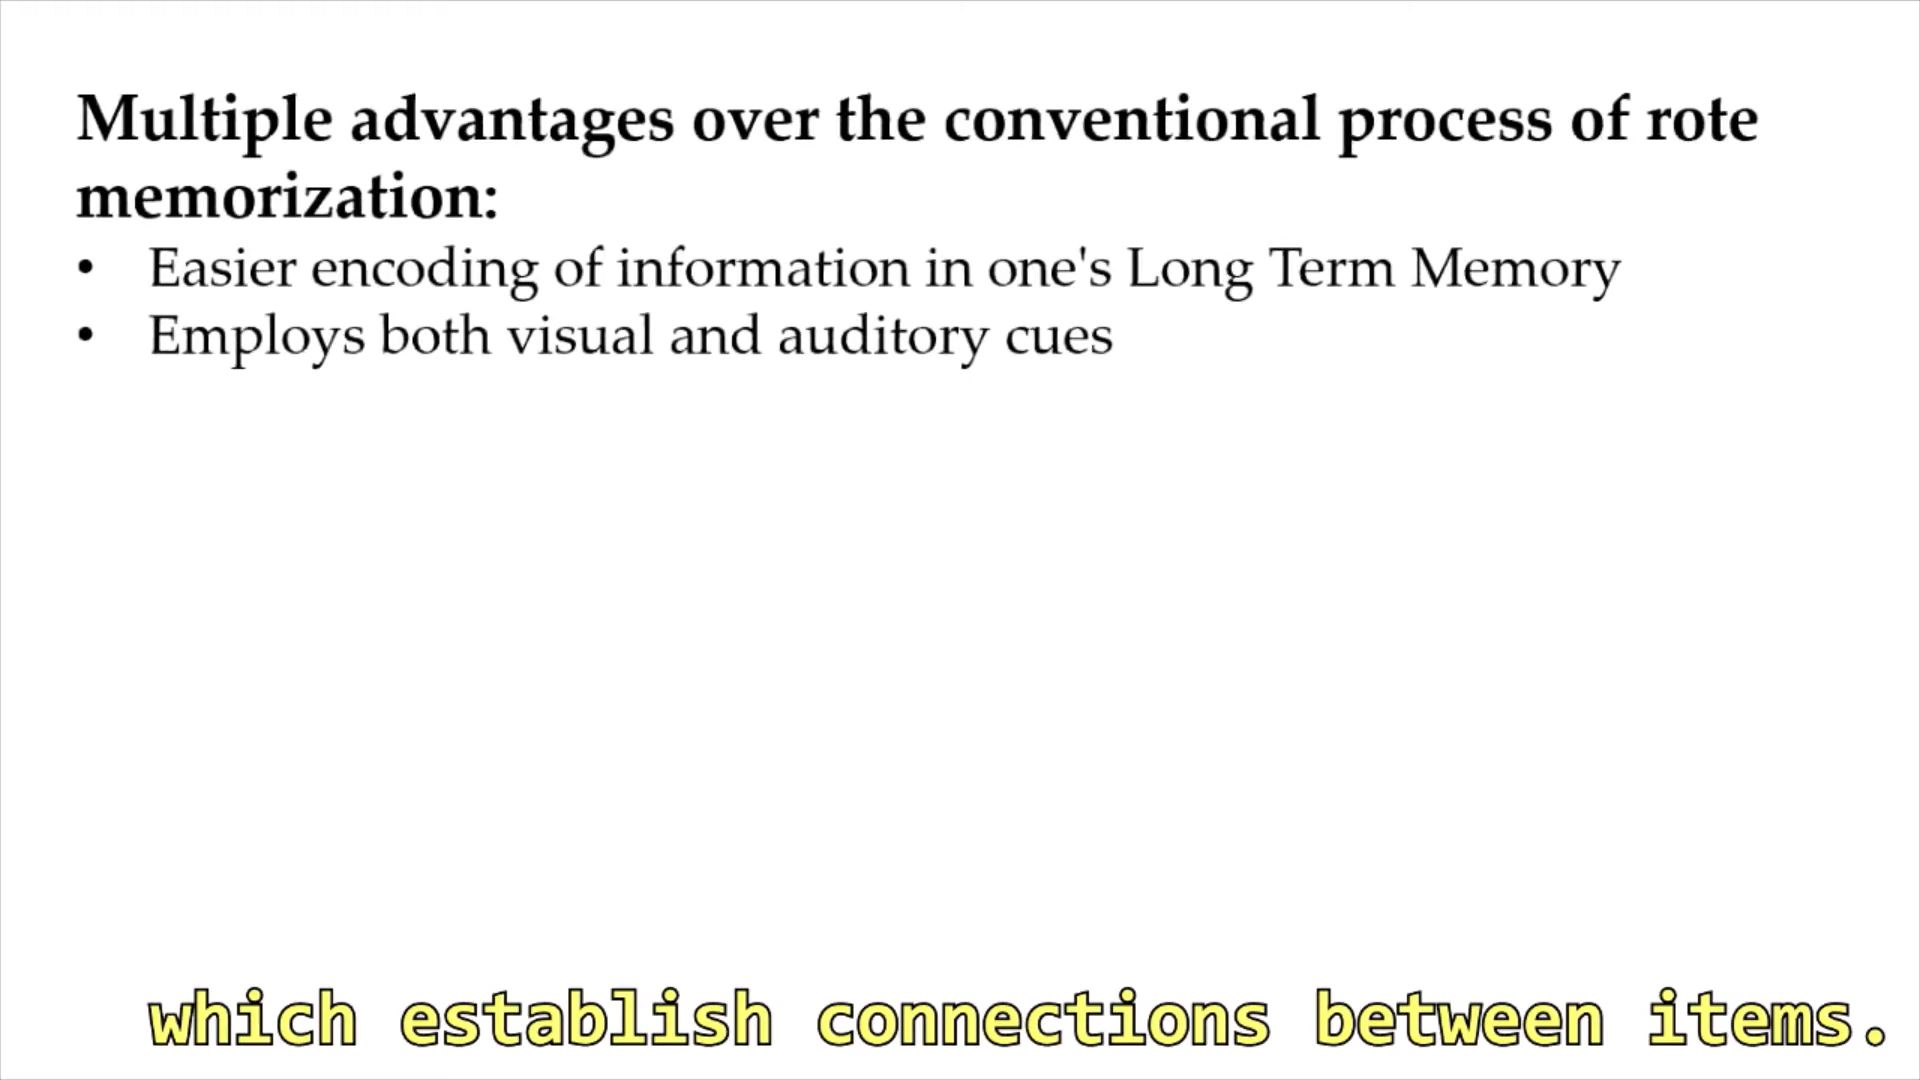 Multiple advantages over the conventional process of rote
memorization:
• Easier encoding of information in one's Long Term Memory
• Employs both visual and auditory cues
which establish connections between items.